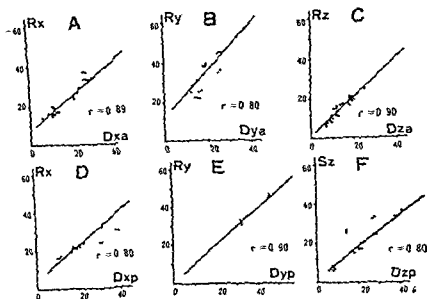 Rx A
60
40
20
r = 0.89
0 20 40
Dxa
Ry B
60
40
20
r = 0.80
0 20 40
Dya
Rz C
60
40
20
r = 0.90
0 20 40
Dza
Rx D
60
40
20
r = 0.80
0 20 40
Dxp
Ry E
60
40
20
r = 0.90
0 20 40
Dyp
Sz F
60
40
20
r = 0.80
0 20 40 6
Dzp